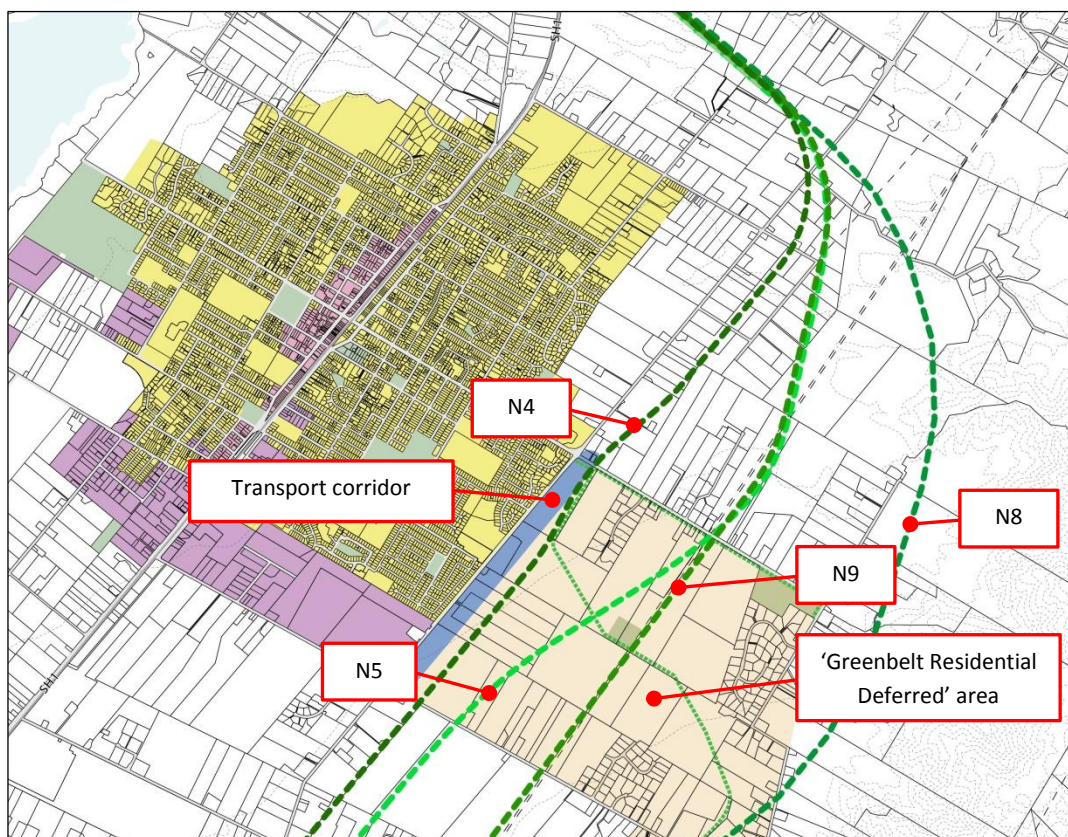 SH1
N4
Transport corridor
N8
N9
N5
‘Greenbelt Residential
Deferred’ area
SH1